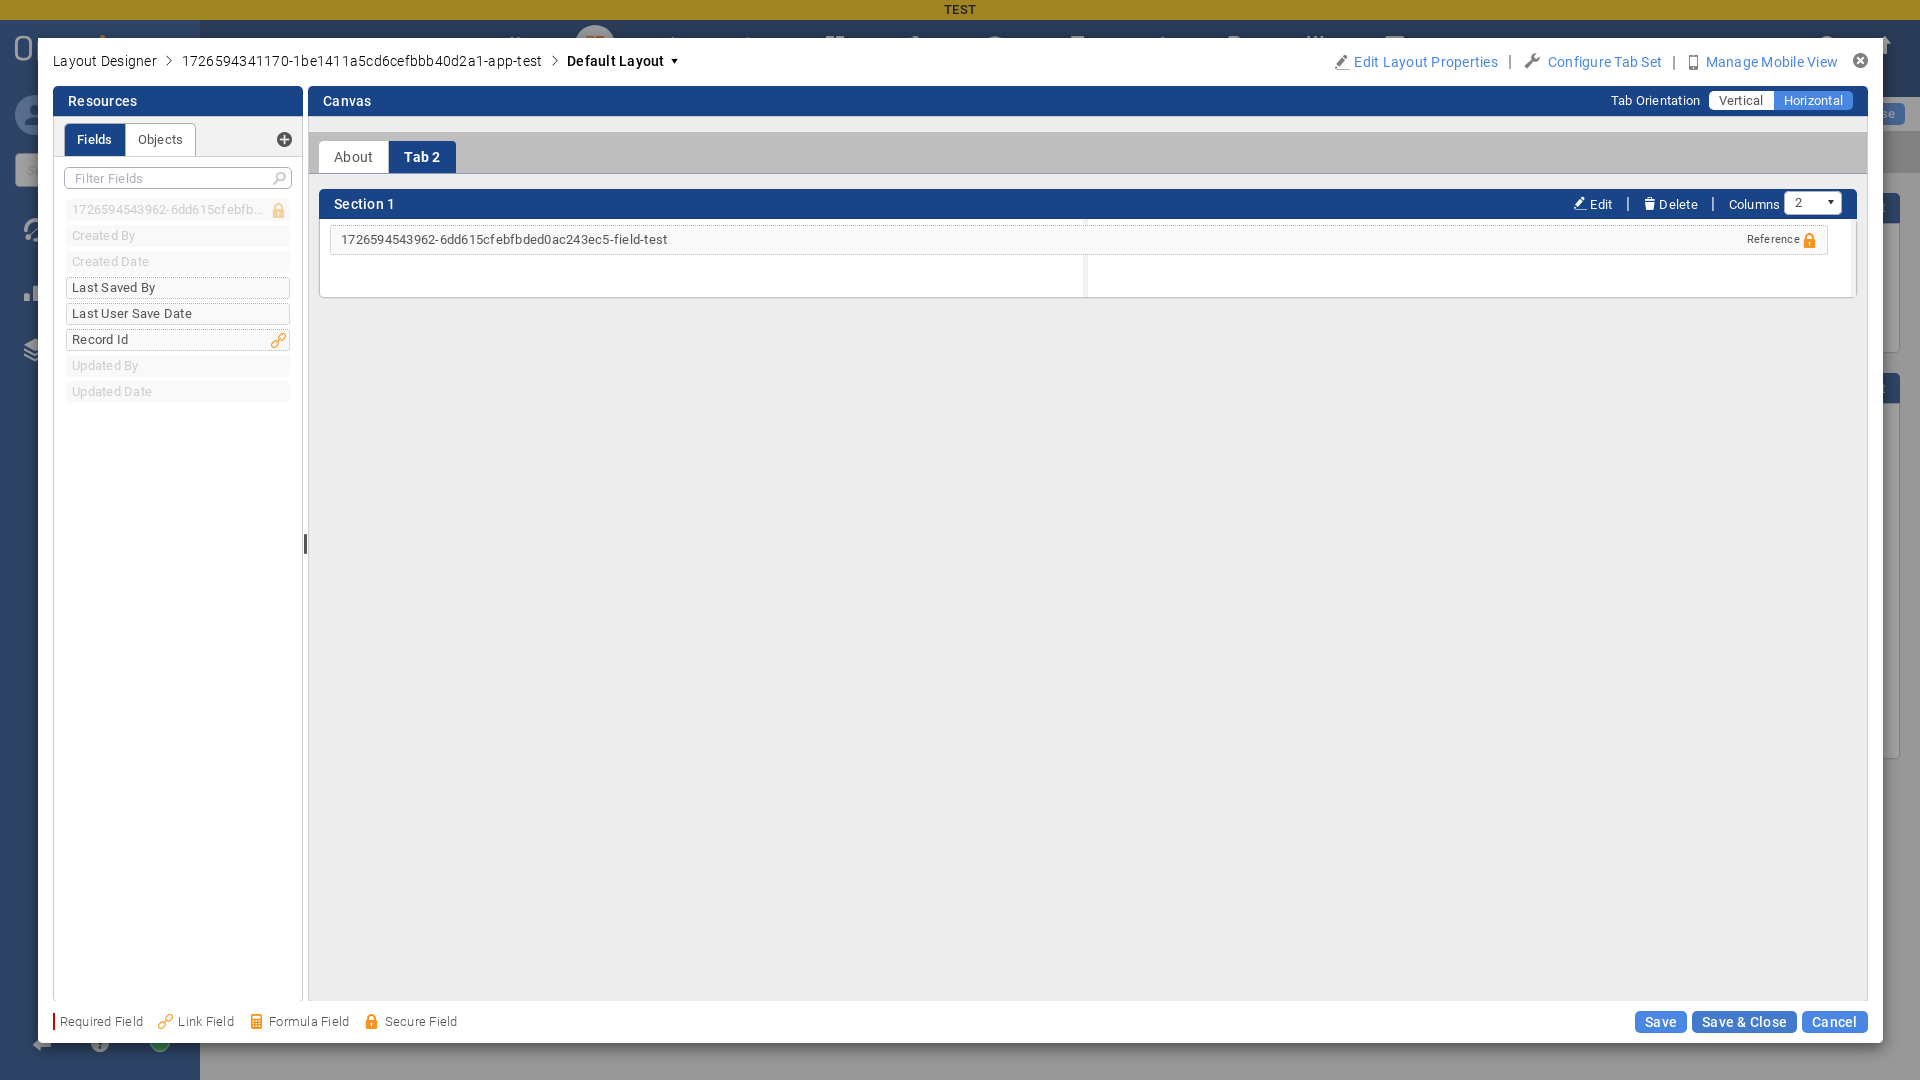 TEST
Layout Designer > 1726594341170-1be1411a5cd6cefbbb40d2a1-app-test > Default Layout
Edit Layout Properties | Configure Tab Set | Manage Mobile View
Resources
Canvas
Tab Orientation Vertical Horizontal
Fields
Objects
About
Tab 2
Filter Fields
Section 1
Edit | Delete | Columns 2
1726594543962-6dd615cfebfb...
1726594543962-6dd615cfebfbded0ac243ec5-field-test
Reference
Created By
Created Date
Last Saved By
Last User Save Date
Record Id
Updated By
Updated Date
Required Field
Link Field
Formula Field
Secure Field
Save
Save & Close
Cancel